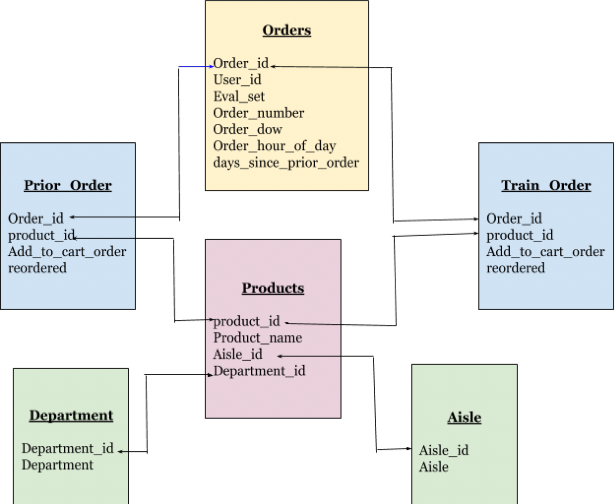 Orders
Order_id
User_id
Eval_set
Order_number
Order_dow
Order_hour_of_day
days_since_prior_order
Prior_Order
Order_id
product_id
Add_to_cart_order
reordered
Train_Order
Order_id
product_id
Add_to_cart_order
reordered
Products
product_id
Product_name
Aisle_id
Department_id
Department
Department_id
Department
Aisle
Aisle_id
Aisle